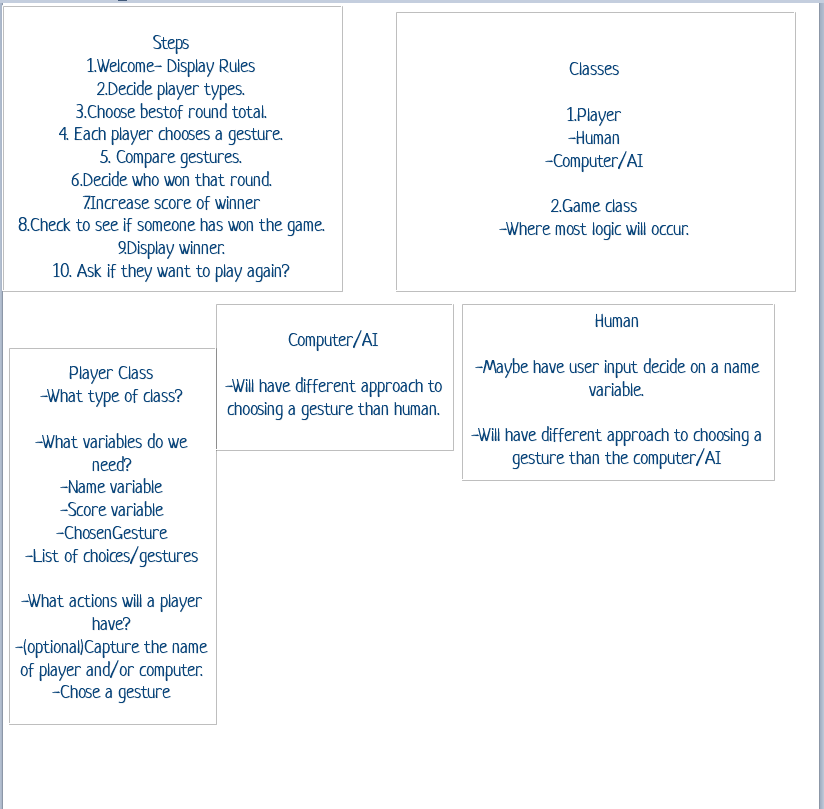 Steps
1.Welcome- Display Rules
2.Decide player types.
3.Choose bestof round total.
4. Each player chooses a gesture.
5. Compare gestures.
6.Decide who won that round.
7.Increase score of winner
8.Check to see if someone has won the game.
9.Display winner.
10. Ask if they want to play again?
Classes
1.Player
-Human
-Computer/AI
2.Game class
-Where most logic will occur.
Computer/AI
-Will have different approach to
choosing a gesture than human.
Human
-Maybe have user input decide on a name
variable.
-Will have different approach to choosing a
gesture than the computer/AI
Player Class
-What type of class?
-What variables do we
need?
-Name variable
-Score variable
-ChosenGesture
-List of choices/gestures
-What actions will a player
have?
-(optional)Capture the name
of player and/or computer.
-Chose a gesture